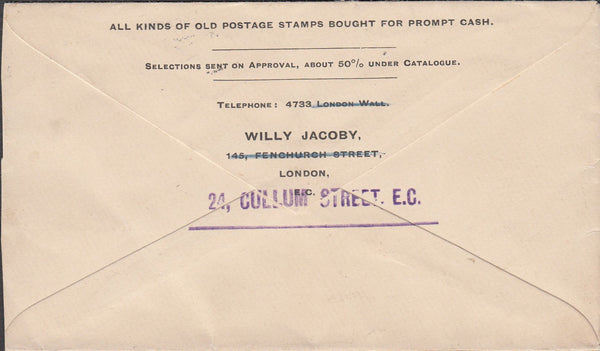 ALL KINDS OF OLD POSTAGE STAMPS BOUGHT FOR PROMPT CASH.
SELECTIONS SENT ON APPROVAL, ABOUT 50% UNDER CATALOGUE.
TELEPHONE: 4733 LONDON WALL.
WILLY JACOBY,
145, FENCHURCH STREET,
LONDON,
E.C.
24, CULLUM STREET. E.C.